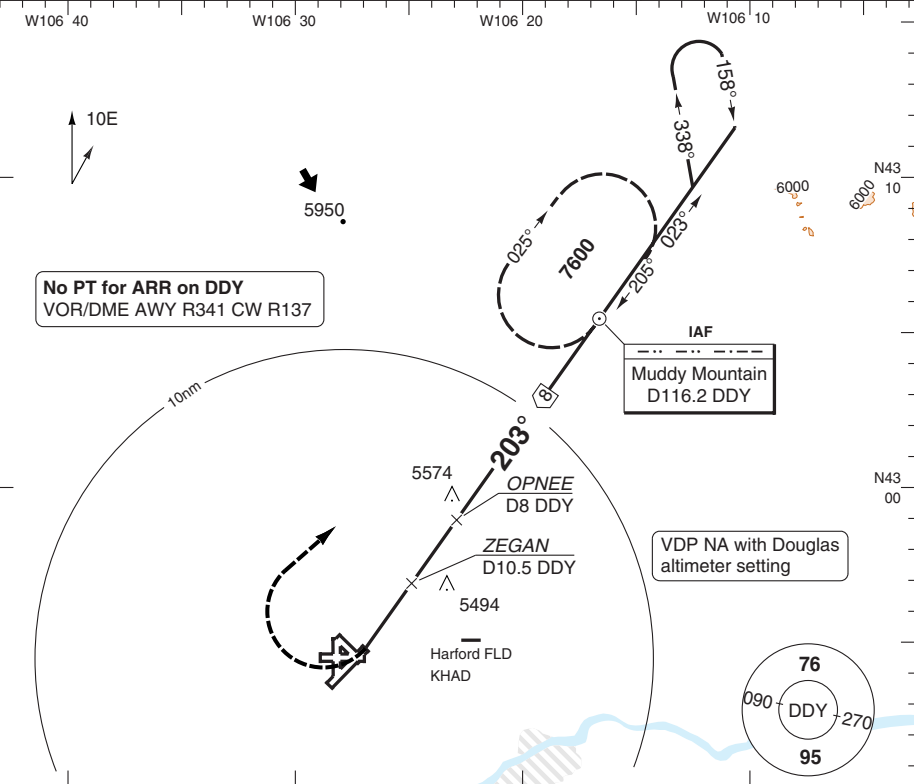 W106 40
W106 30
W106 20
W106 10
10E
5950
No PT for ARR on DDY
VOR/DME AWY R341 CW R137
158°
338°
023°
205°
025°
7600
6000
6000
N43
10
IAF
Muddy Mountain
D116.2 DDY
10nm
8
203°
5574
OPNEE
D8 DDY
N43
00
ZEGAN
D10.5 DDY
5494
VDP NA with Douglas
altimeter setting
Harford FLD
KHAD
76
090
DDY
270
95